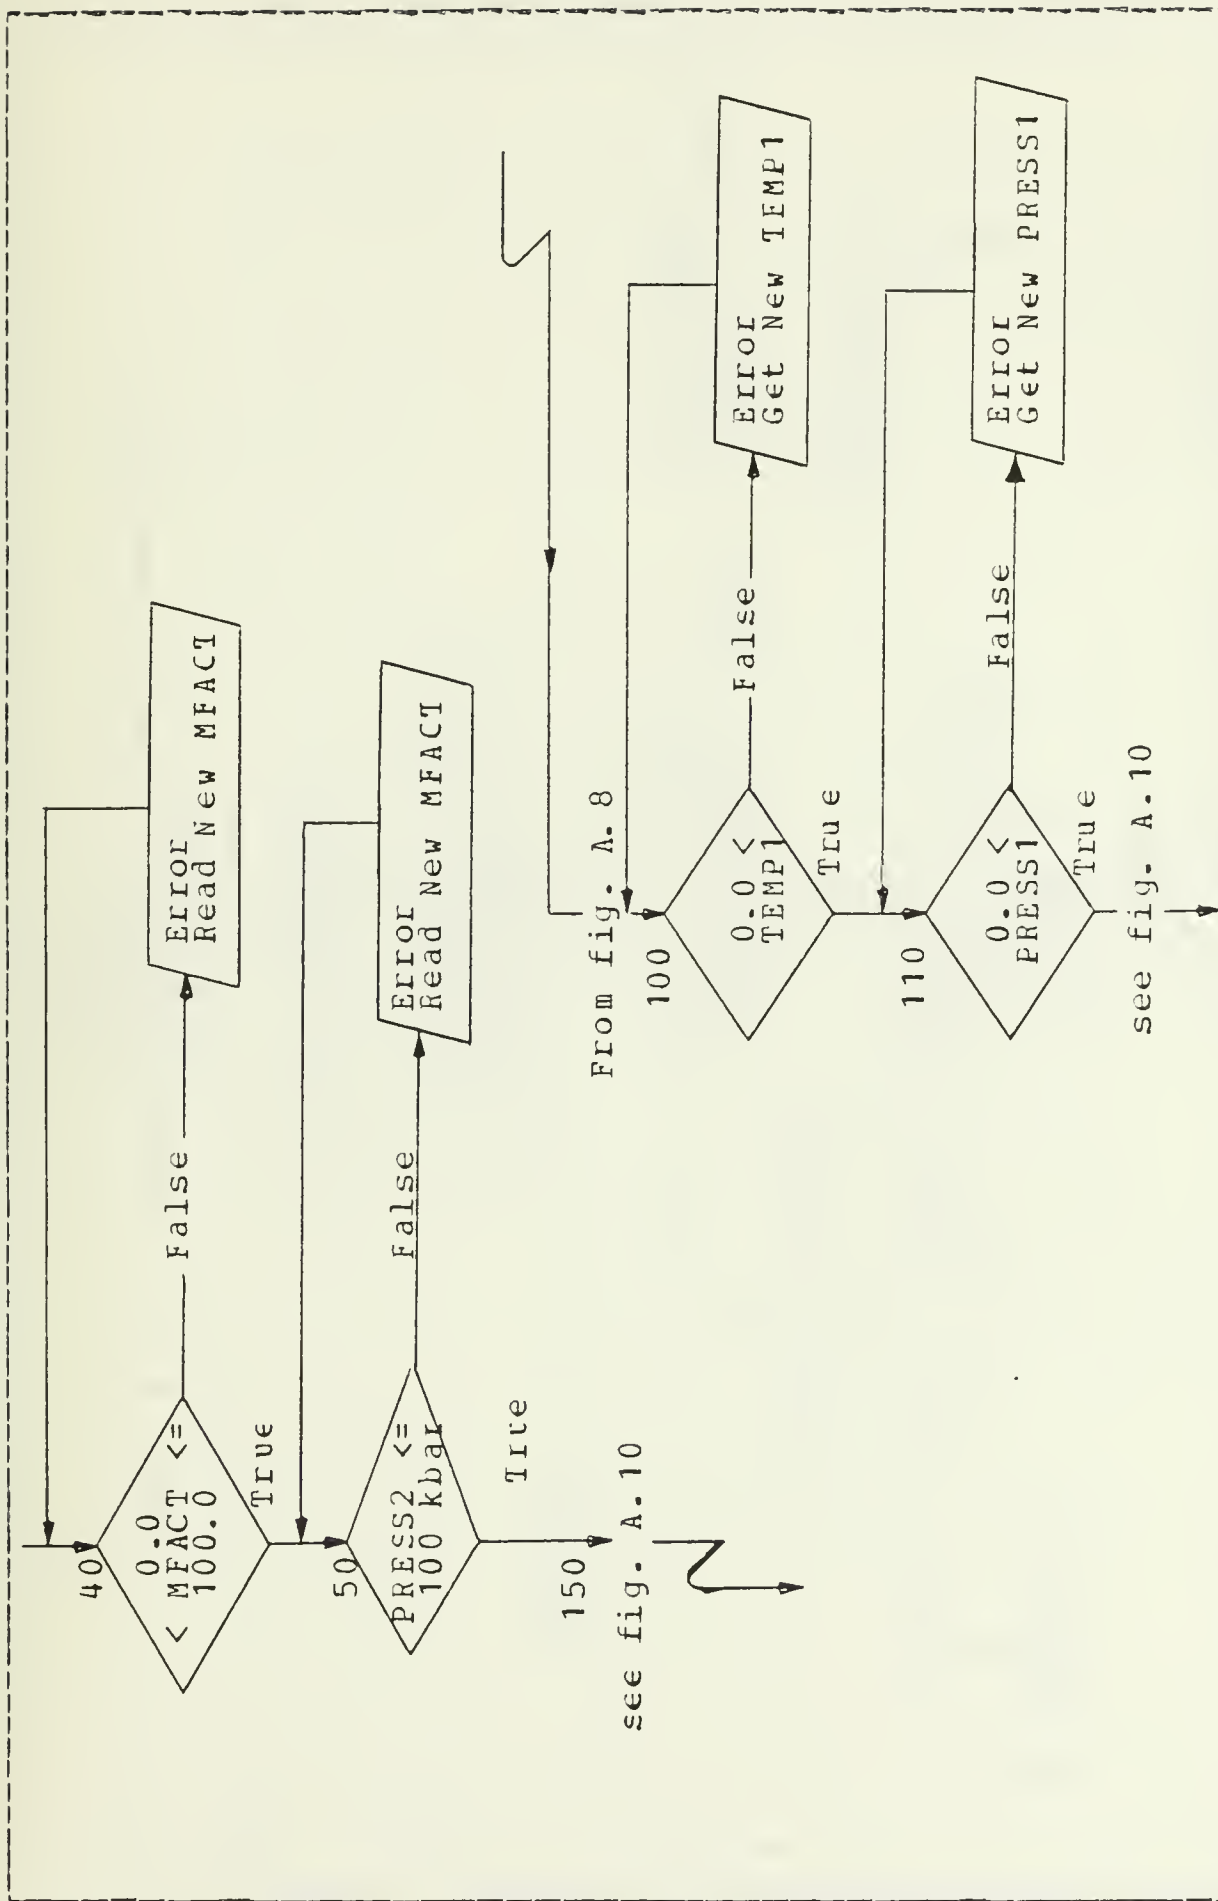 40
0.0
< MFACT <=
100.0
False
Error
Read New MFACT
True
50
PRESS2 <=
100 kbar
False
Error
Read New MFACT
True
150
see fig. A.10
From fig. A.8
100
0.0 <
TEMP1
False
Error
Get New TEMP1
True
110
0.0 <
PRESS1
False
Error
Get New PRESS1
True
see fig. A.10